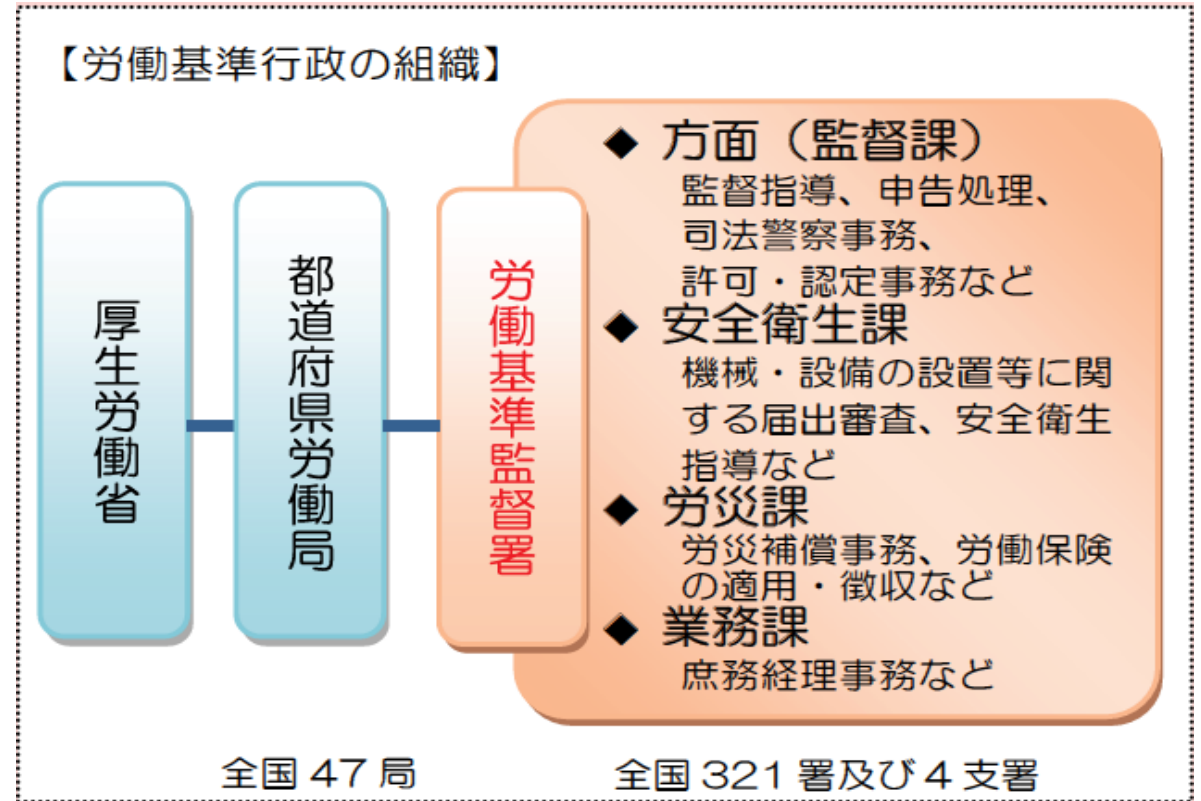 【労働基準行政の組織】
厚生労働省
都道府県労働局
労働基準監督署
◆ 方面（監督課）
監督指導、申告処理、
司法警察事務、
許可・認定事務など
◆ 安全衛生課
機械・設備の設置等に関
する届出審査、安全衛生
指導など
◆ 労災課
労災補償事務、労働保険
の適用・徴収など
◆ 業務課
庶務経理事務など
全国 47 局
全国 321 署及び 4 支署